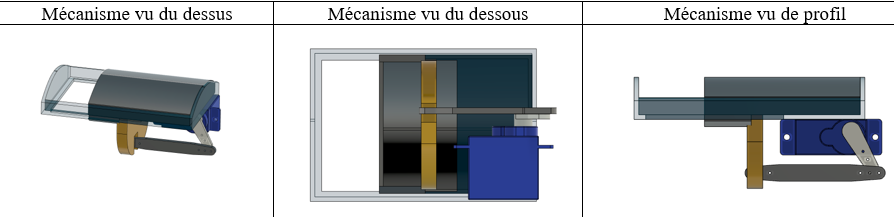 Mécanisme vu du dessus
Mécanisme vu du dessous
Mécanisme vu de profil